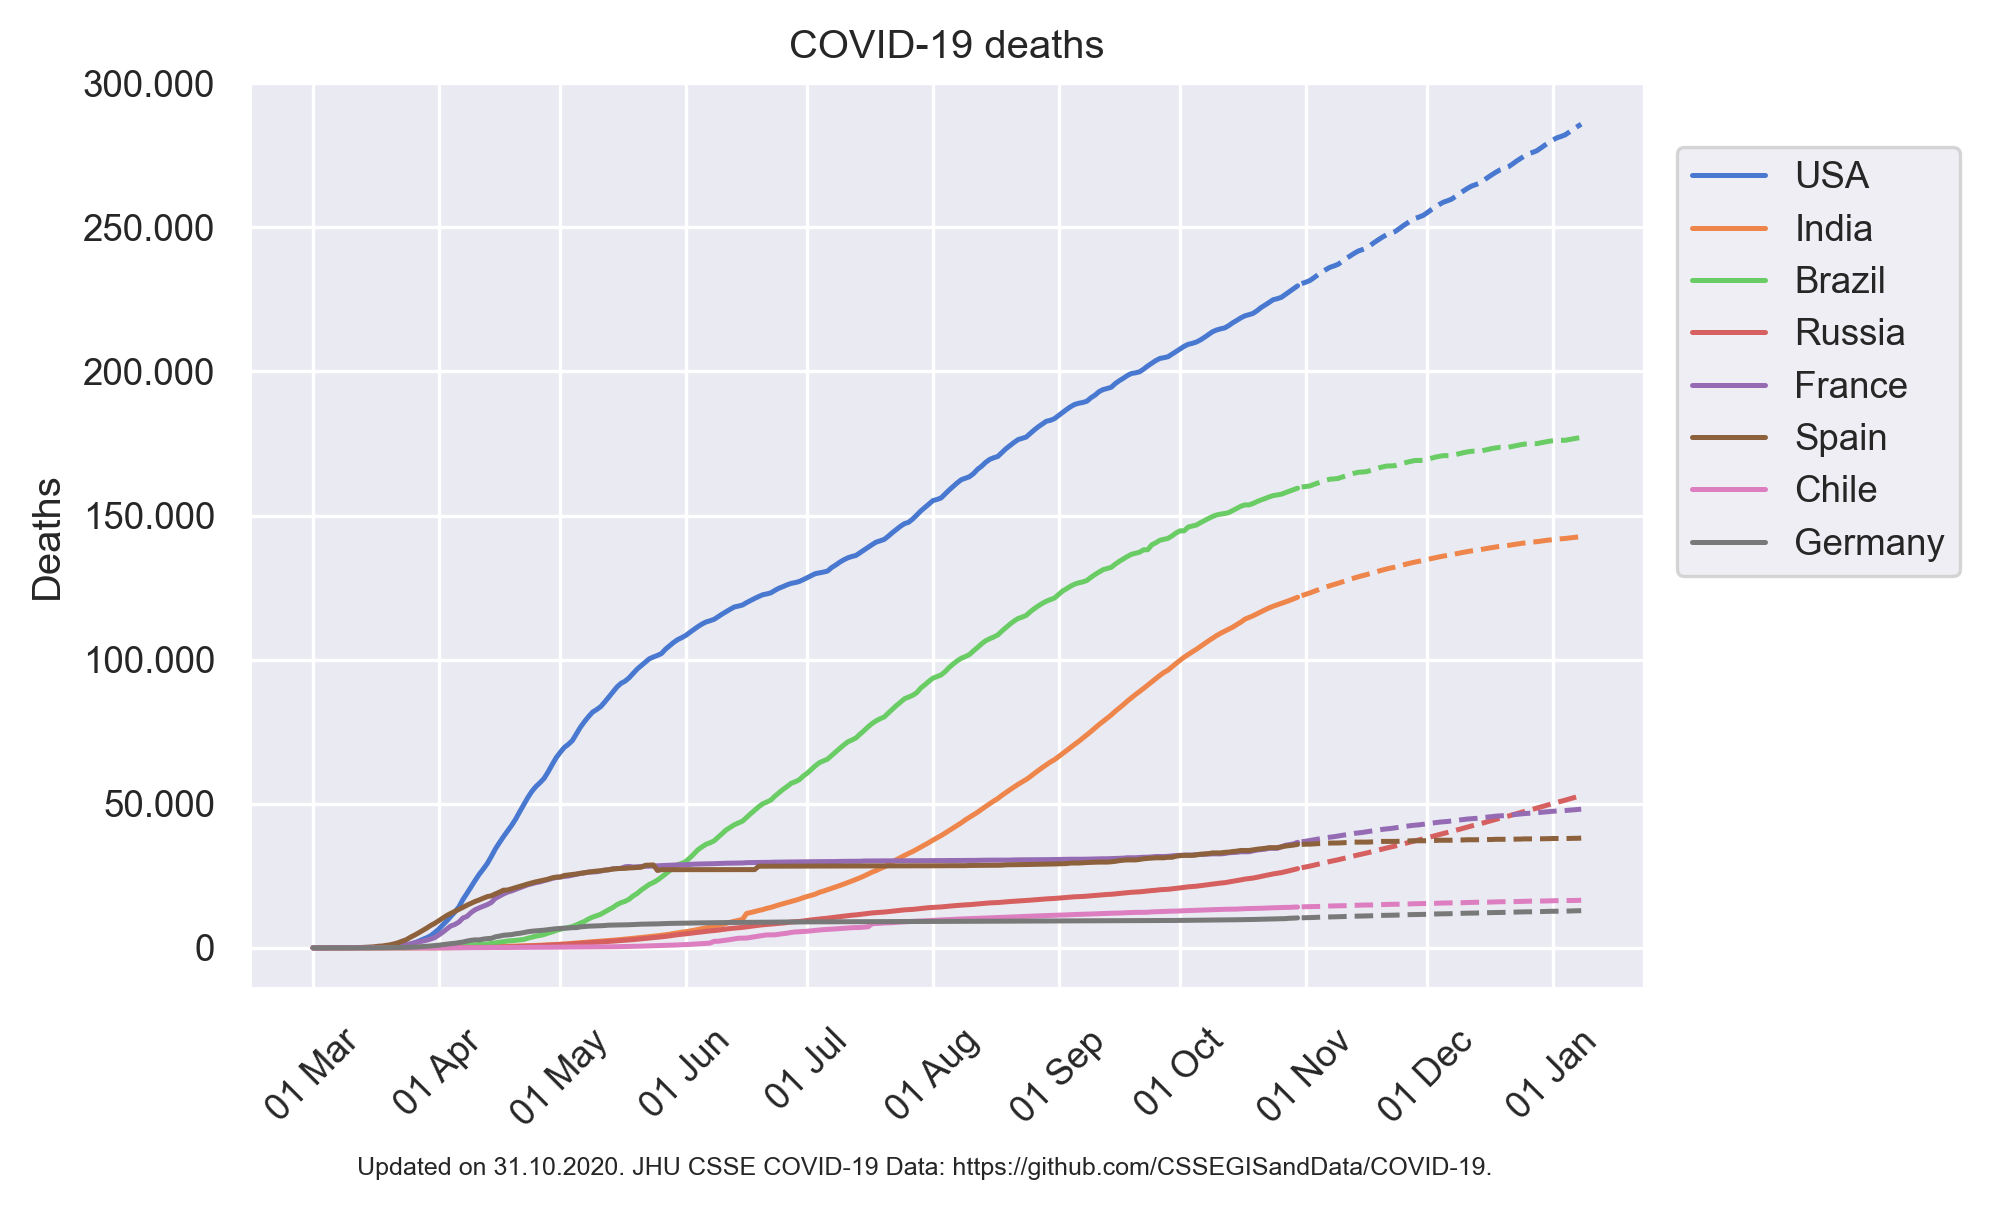 COVID-19 deaths
300.000
250.000
200.000
150.000
100.000
50.000
0
Deaths
01 Mar
01 Apr
01 May
01 Jun
01 Jul
01 Aug
01 Sep
01 Oct
01 Nov
01 Dec
01 Jan
USA
India
Brazil
Russia
France
Spain
Chile
Germany
Updated on 31.10.2020. JHU CSSE COVID-19 Data: https://github.com/CSSEGISandData/COVID-19.